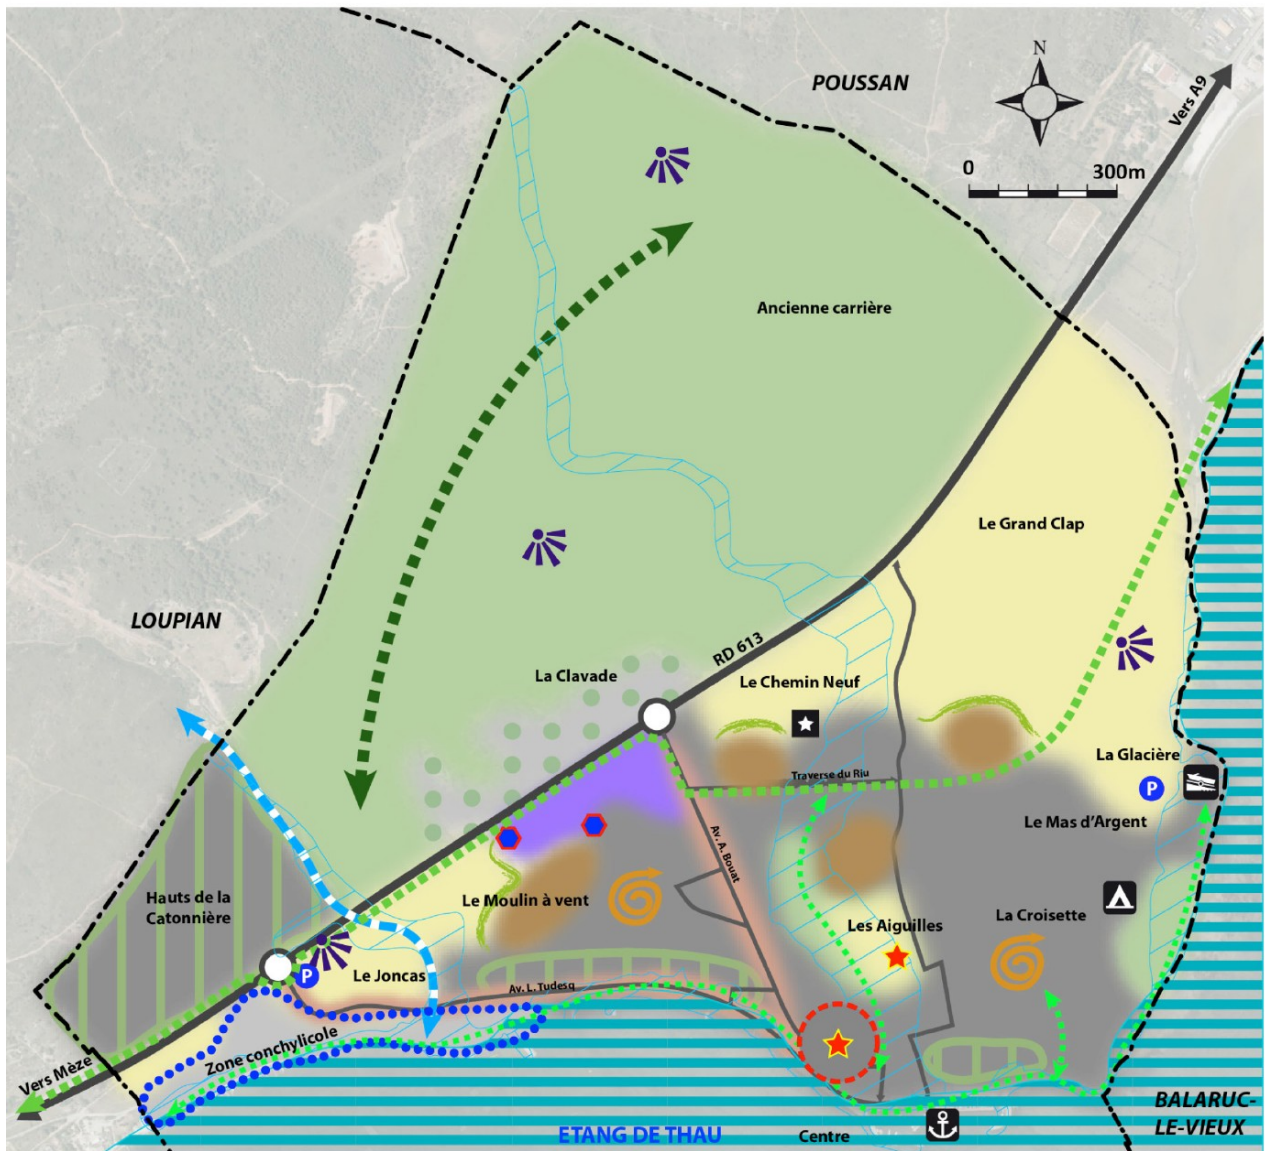 N
POUSSAN
Vers A9
0 300m
Ancienne carrière
Le Grand Clap
LOUPIAN
RD 613
La Clavade
Le Chemin Neuf
La Glacière
Traverse du Riu
P
Le Mas d'Argent
Av. A. Bouat
Hauts de la
Catonnière
Le Moulin à vent
La Croisette
Les Aiguilles
P
Le Joncas
Av. L. Tudesq
Zone conchylicole
Vers Mèze
BALARUC-
LE-VIEUX
ETANG DE THAU
Centre